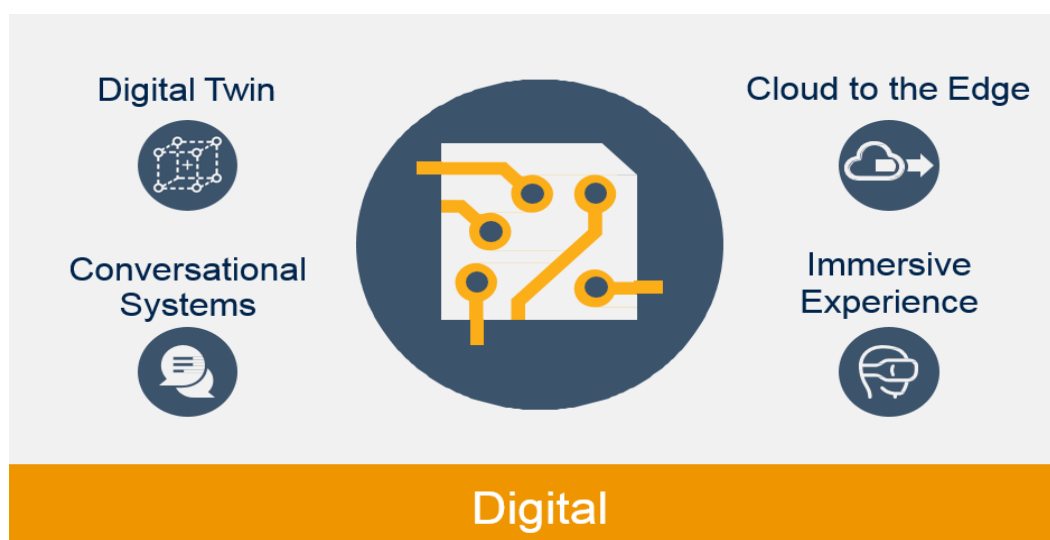 Digital Twin
Cloud to the Edge
Conversational
Systems
Immersive
Experience
Digital